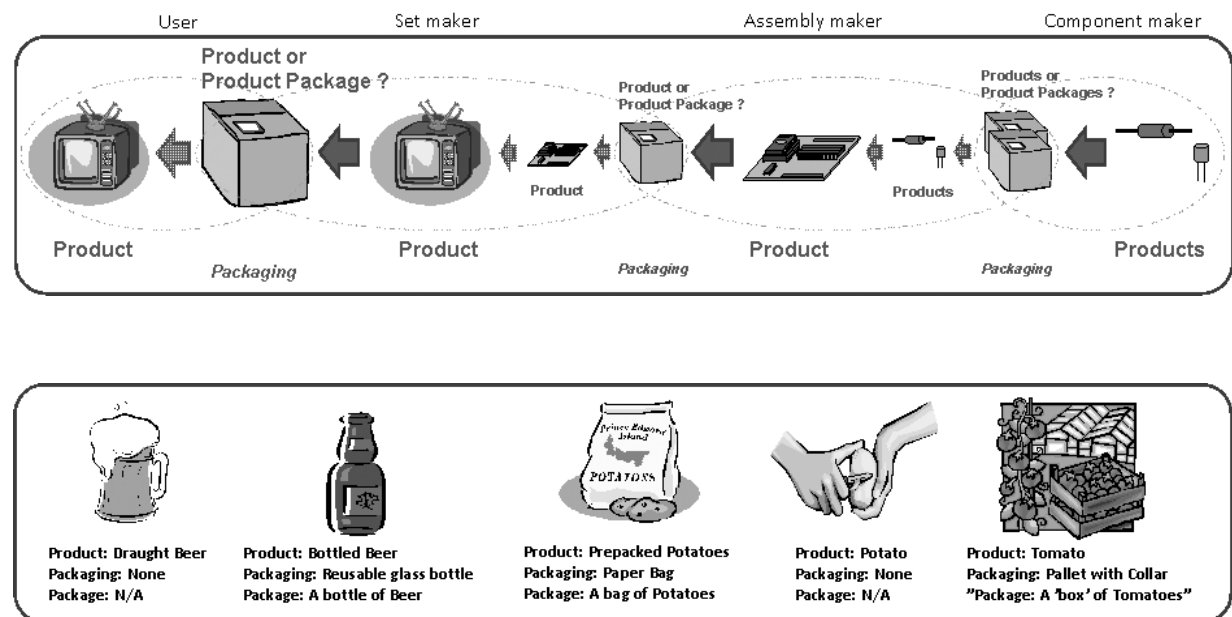 User
Set maker
Assembly maker
Component maker
Product or
Product Package ?
Product or
Product Package ?
Products or
Product Packages ?
Product
Products
Product
Product
Product
Products
Packaging
Packaging
Packaging
Prince Edward
Island
POTATOES
Product: Draught Beer
Packaging: None
Package: N/A
Product: Bottled Beer
Packaging: Reusable glass bottle
Package: A bottle of Beer
Product: Prepacked Potatoes
Packaging: Paper Bag
Package: A bag of Potatoes
Product: Potato
Packaging: None
Package: N/A
Product: Tomato
Packaging: Pallet with Collar
”Package: A ’box’ of Tomatoes”